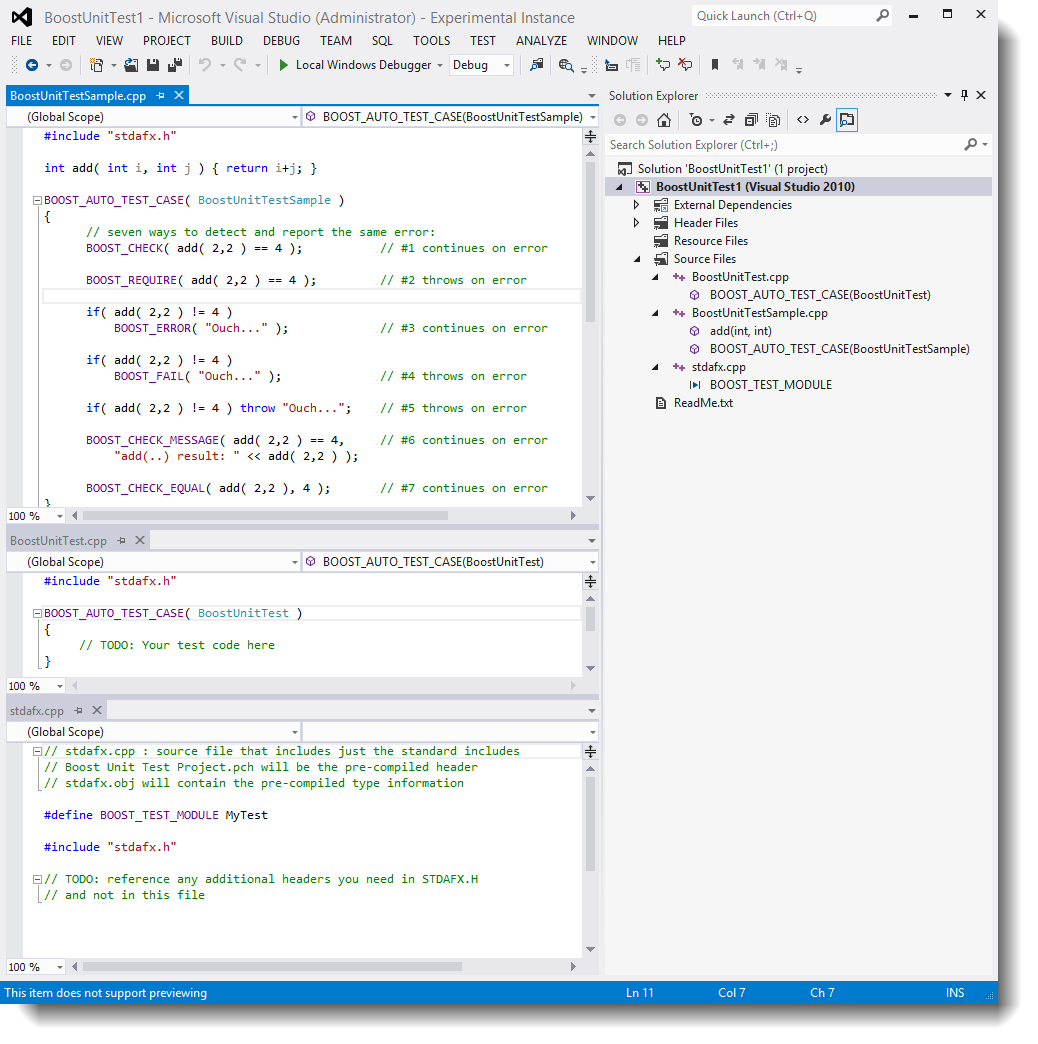 BoostUnitTest1 - Microsoft Visual Studio (Administrator) - Experimental Instance
Quick Launch (Ctrl+Q)
FILE EDIT VIEW PROJECT BUILD DEBUG TEAM SQL TOOLS TEST ANALYZE WINDOW HELP
Local Windows Debugger Debug
BoostUnitTestSample.cpp
(Global Scope) BOOST_AUTO_TEST_CASE(BoostUnitTestSample)
#include "stdafx.h"
int add( int i, int j ) { return i+j; }
BOOST_AUTO_TEST_CASE( BoostUnitTestSample )
{
// seven ways to detect and report the same error:
BOOST_CHECK( add( 2,2 ) == 4 ); // #1 continues on error
BOOST_REQUIRE( add( 2,2 ) == 4 ); // #2 throws on error
if( add( 2,2 ) != 4 )
BOOST_ERROR( "Ouch..." ); // #3 continues on error
if( add( 2,2 ) != 4 )
BOOST_FAIL( "Ouch..." ); // #4 throws on error
if( add( 2,2 ) != 4 ) throw "Ouch..."; // #5 throws on error
BOOST_CHECK_MESSAGE( add( 2,2 ) == 4, // #6 continues on error
"add(..) result: " << add( 2,2 ) );
BOOST_CHECK_EQUAL( add( 2,2 ), 4 ); // #7 continues on error
}
100 %
BoostUnitTest.cpp
(Global Scope) BOOST_AUTO_TEST_CASE(BoostUnitTest)
#include "stdafx.h"
BOOST_AUTO_TEST_CASE( BoostUnitTest )
{
// TODO: Your test code here
}
100 %
stdafx.cpp
(Global Scope)
// stdafx.cpp : source file that includes just the standard includes
// Boost Unit Test Project.pch will be the pre-compiled header
// stdafx.obj will contain the pre-compiled type information
#define BOOST_TEST_MODULE MyTest
#include "stdafx.h"
// TODO: reference any additional headers you need in STDAFX.H
// and not in this file
100 %
Solution Explorer
Search Solution Explorer (Ctrl+;)
Solution 'BoostUnitTest1' (1 project)
BoostUnitTest1 (Visual Studio 2010)
External Dependencies
Header Files
Resource Files
Source Files
BoostUnitTest.cpp
BOOST_AUTO_TEST_CASE(BoostUnitTest)
BoostUnitTestSample.cpp
add(int, int)
BOOST_AUTO_TEST_CASE(BoostUnitTestSample)
stdafx.cpp
BOOST_TEST_MODULE
ReadMe.txt
This item does not support previewing Ln 11 Col 7 Ch 7 INS